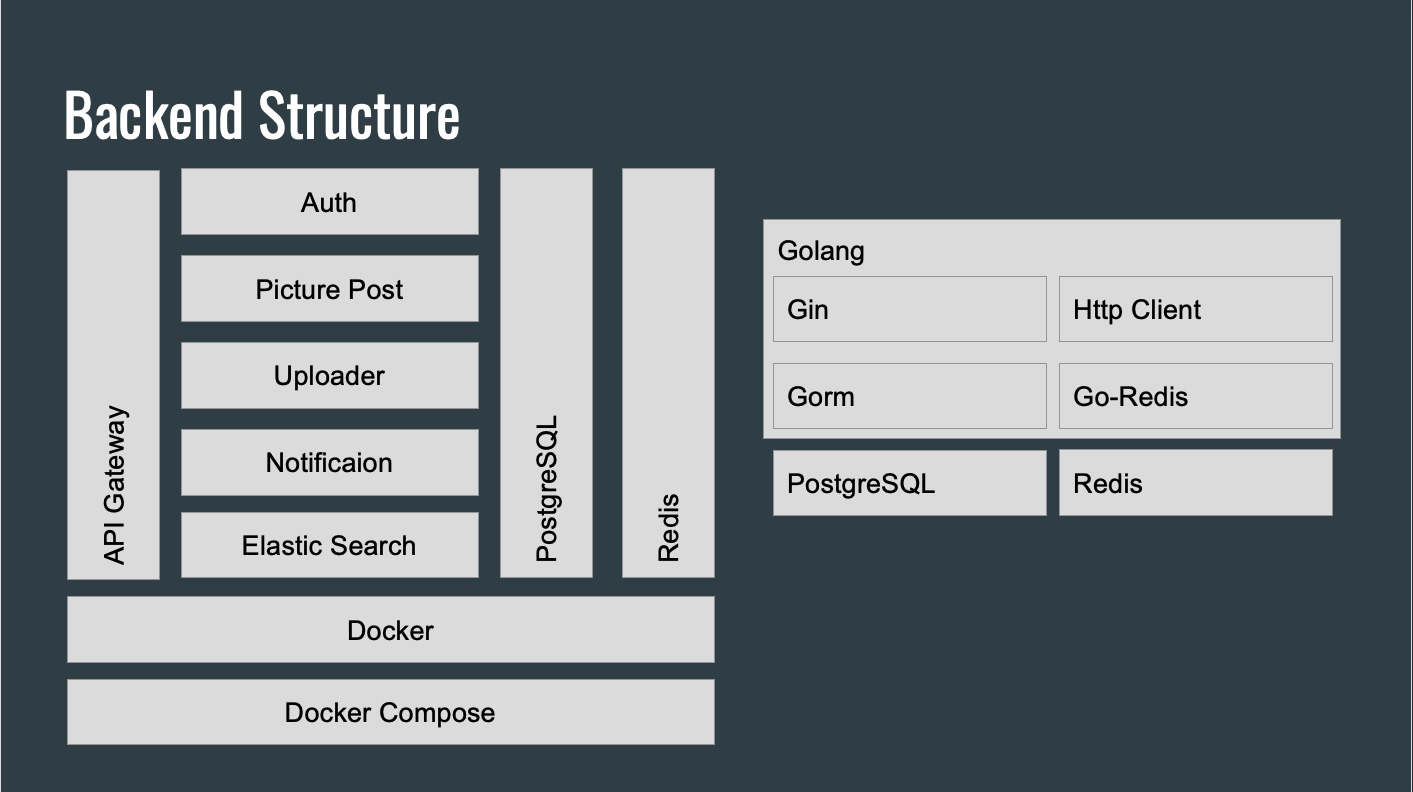 Backend Structure
API Gateway
Auth
Picture Post
Uploader
Notificaion
Elastic Search
PostgreSQL
Redis
Docker
Docker Compose
Golang
Gin
Http Client
Gorm
Go-Redis
PostgreSQL
Redis